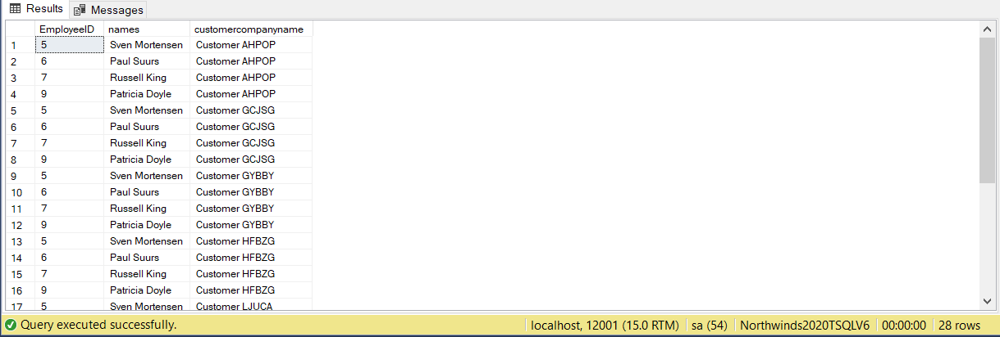 Results Messages
EmployeeID names customercompanyname
1 5 Sven Mortensen Customer AHPOP
2 6 Paul Suurs Customer AHPOP
3 7 Russell King Customer AHPOP
4 9 Patricia Doyle Customer AHPOP
5 5 Sven Mortensen Customer GCJSG
6 6 Paul Suurs Customer GCJSG
7 7 Russell King Customer GCJSG
8 9 Patricia Doyle Customer GCJSG
9 5 Sven Mortensen Customer GYBBY
10 6 Paul Suurs Customer GYBBY
11 7 Russell King Customer GYBBY
12 9 Patricia Doyle Customer GYBBY
13 5 Sven Mortensen Customer HFBZG
14 6 Paul Suurs Customer HFBZG
15 7 Russell King Customer HFBZG
16 9 Patricia Doyle Customer HFBZG
17 5 Sven Mortensen Customer LJUCA
Query executed successfully. localhost, 12001 (15.0 RTM) sa (54) Northwinds2020TSQLV6 00:00:00 28 rows